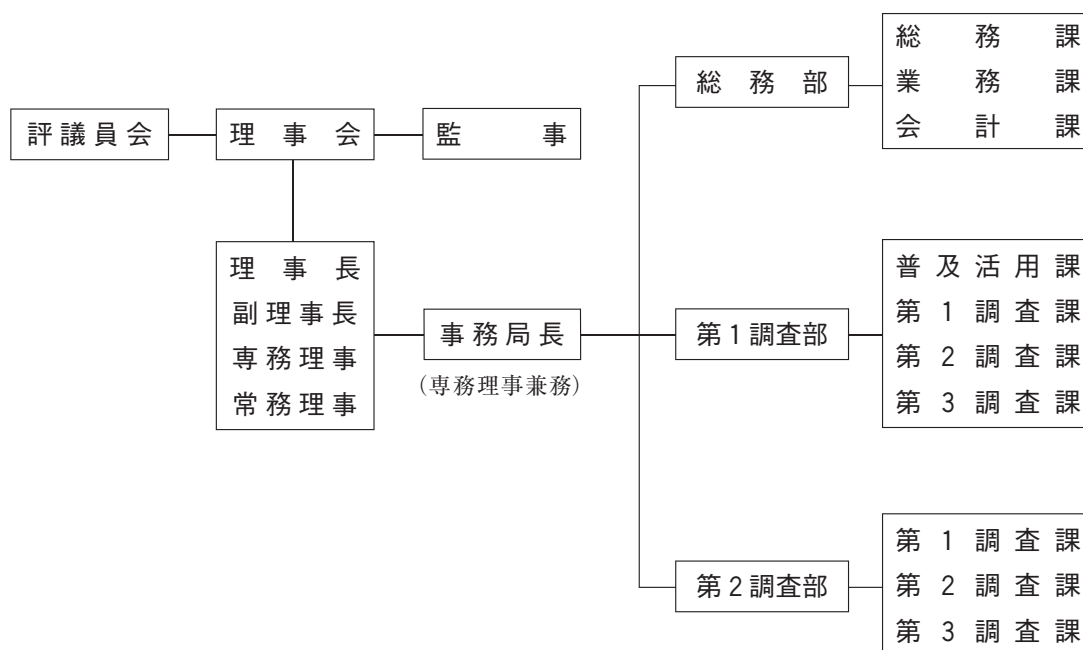 評議員会
理事会
監事
理事長
副理事長
専務理事
常務理事
事務局長
(専務理事兼務)
総務部
総務課
業務課
会計課
第1調査部
普及活用課
第1調査課
第2調査課
第3調査課
第2調査部
第1調査課
第2調査課
第3調査課